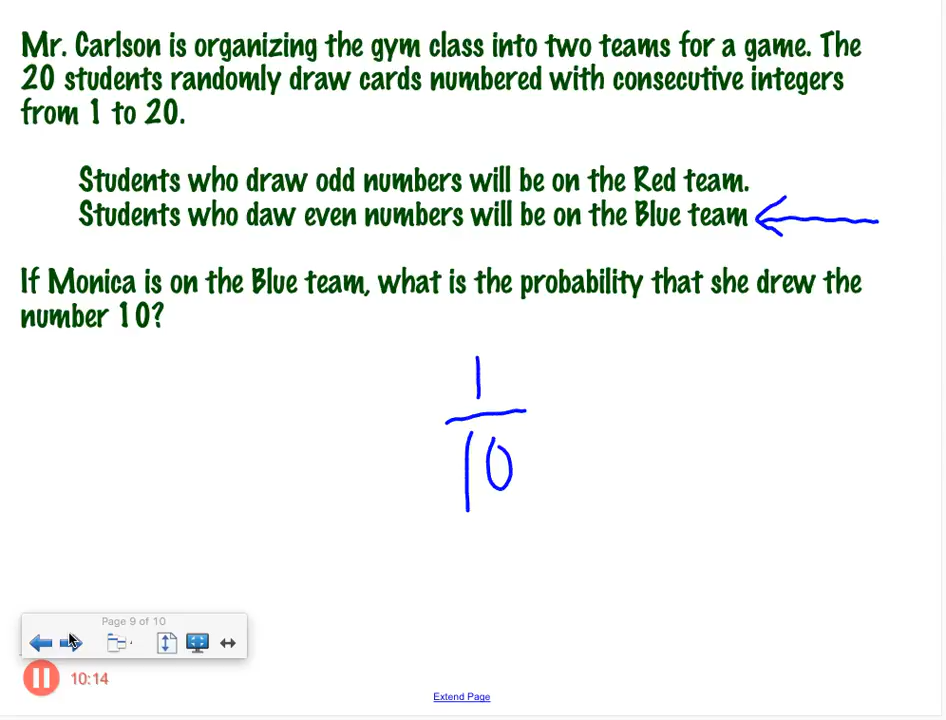 Mr. Carlson is organizing the gym class into two teams for a game. The
20 students randomly draw cards numbered with consecutive integers
from 1 to 20.
Students who draw odd numbers will be on the Red team.
Students who daw even numbers will be on the Blue team
If Monica is on the Blue team, what is the probability that she drew the
number 10?
1
10
Page 9 of 10
10:14
Extend Page